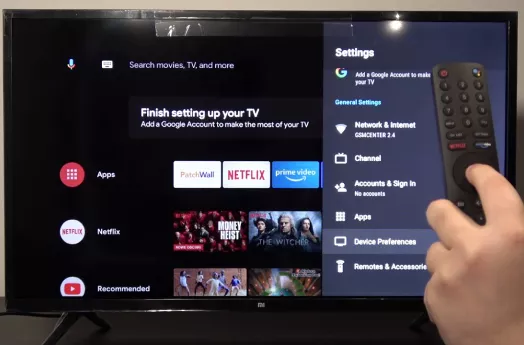 Search movies, TV, and more
Finish setting up your TV
Add a Google Account to make the most of your TV
Apps
PatchWall
NETFLIX
prime video
NETFLIX
Netflix
MONEY
HEIST
THE WITCHER
Recommended
Settings
Add a Google Account to mak
your TV
General Settings
Network & Internet
GSMCENTER 2.4
Channel
Accounts & Sign In
No accounts
Apps
Device Preferences
Remotes & Accessorie
NETFLIX
mi